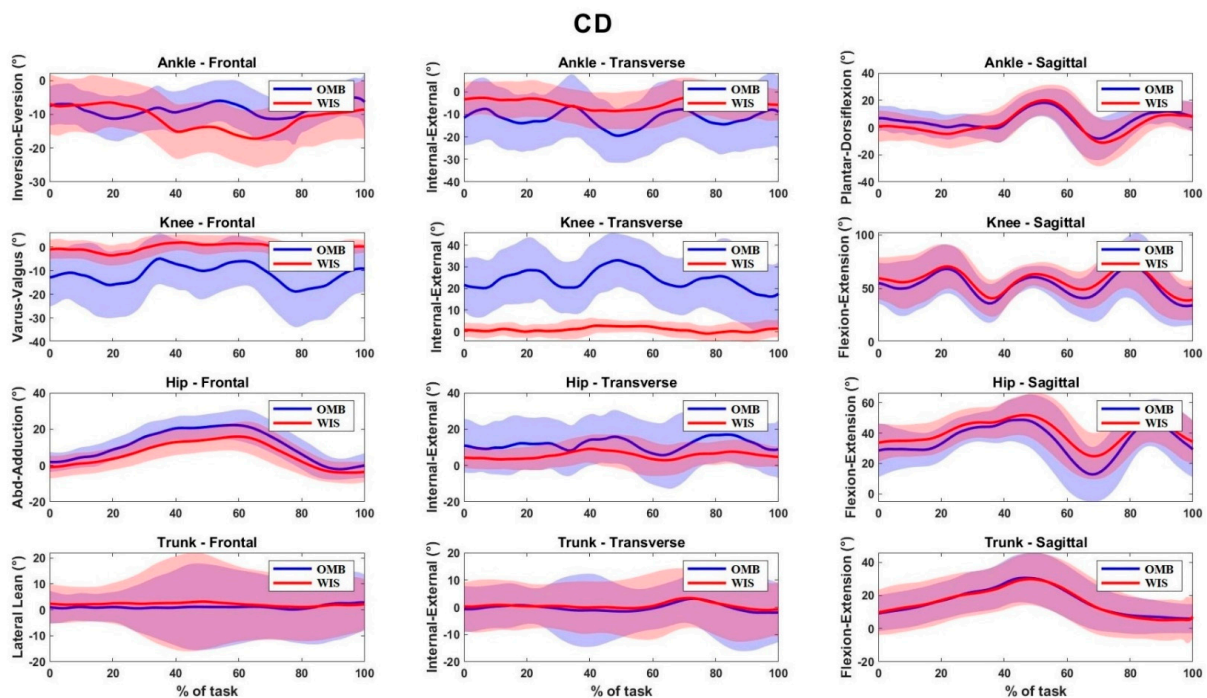 CD
Ankle - Frontal
Inversion-Eversion (°)
0
-10
-20
-30
0 20 40 60 80 100
OMB
WIS
Ankle - Transverse
Internal-External (°)
0
-10
-20
-30
-40
0 20 40 60 80 100
OMB
WIS
Ankle - Sagittal
Plantar-Dorsiflexion (°)
40
20
0
-20
-40
0 20 40 60 80 100
OMB
WIS
Knee - Frontal
Varus-Valgus (°)
0
-10
-20
-30
-40
0 20 40 60 80 100
OMB
WIS
Knee - Transverse
Internal-External (°)
40
30
20
10
0
0 20 40 60 80 100
OMB
WIS
Knee - Sagittal
Flexion-Extension (°)
100
50
0
0 20 40 60 80 100
OMB
WIS
Hip - Frontal
Abd-Adduction (°)
40
20
0
-20
0 20 40 60 80 100
OMB
WIS
Hip - Transverse
Internal-External (°)
40
20
0
-20
0 20 40 60 80 100
OMB
WIS
Hip - Sagittal
Flexion-Extension (°)
60
40
20
0
0 20 40 60 80 100
OMB
WIS
Trunk - Frontal
Lateral Lean (°)
20
10
0
-10
-20
0 20 40 60 80 100
% of task
OMB
WIS
Trunk - Transverse
Internal-External (°)
20
10
0
-10
-20
0 20 40 60 80 100
% of task
OMB
WIS
Trunk - Sagittal
Flexion-Extension (°)
40
20
0
-20
0 20 40 60 80 100
% of task
OMB
WIS